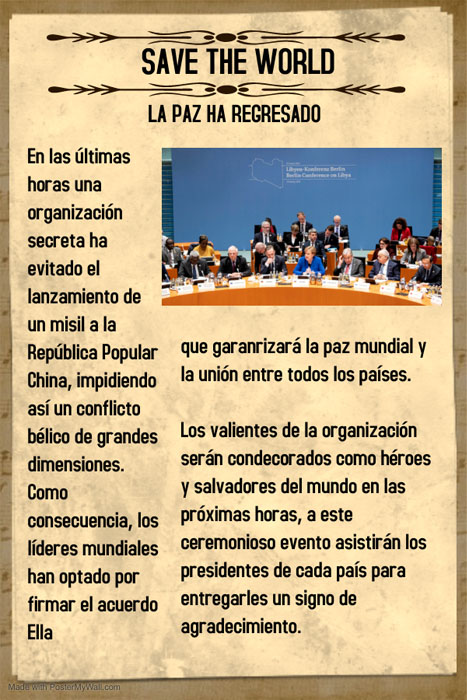 SAVE THE WORLD
LA PAZ HA REGRESADO
En las últimas
horas una
organización
secreta ha
evitado el
lanzamiento de
un misil a la
República Popular
China, impidiendo
así un conflicto
bélico de grandes
dimensiones.
Como
consecuencia, los
líderes mundiales
han optado por
firmar el acuerdo
Ella
Libyen-Konferenz Berlin
Berlin Conference on Libya
que garanrizará la paz mundial y
la unión entre todos los países.
Los valientes de la organización
serán condecorados como héroes
y salvadores del mundo en las
próximas horas, a este
ceremonioso evento asistirán los
presidentes de cada país para
entregarles un signo de
agradecimiento.
Made with PosterMyWall.com